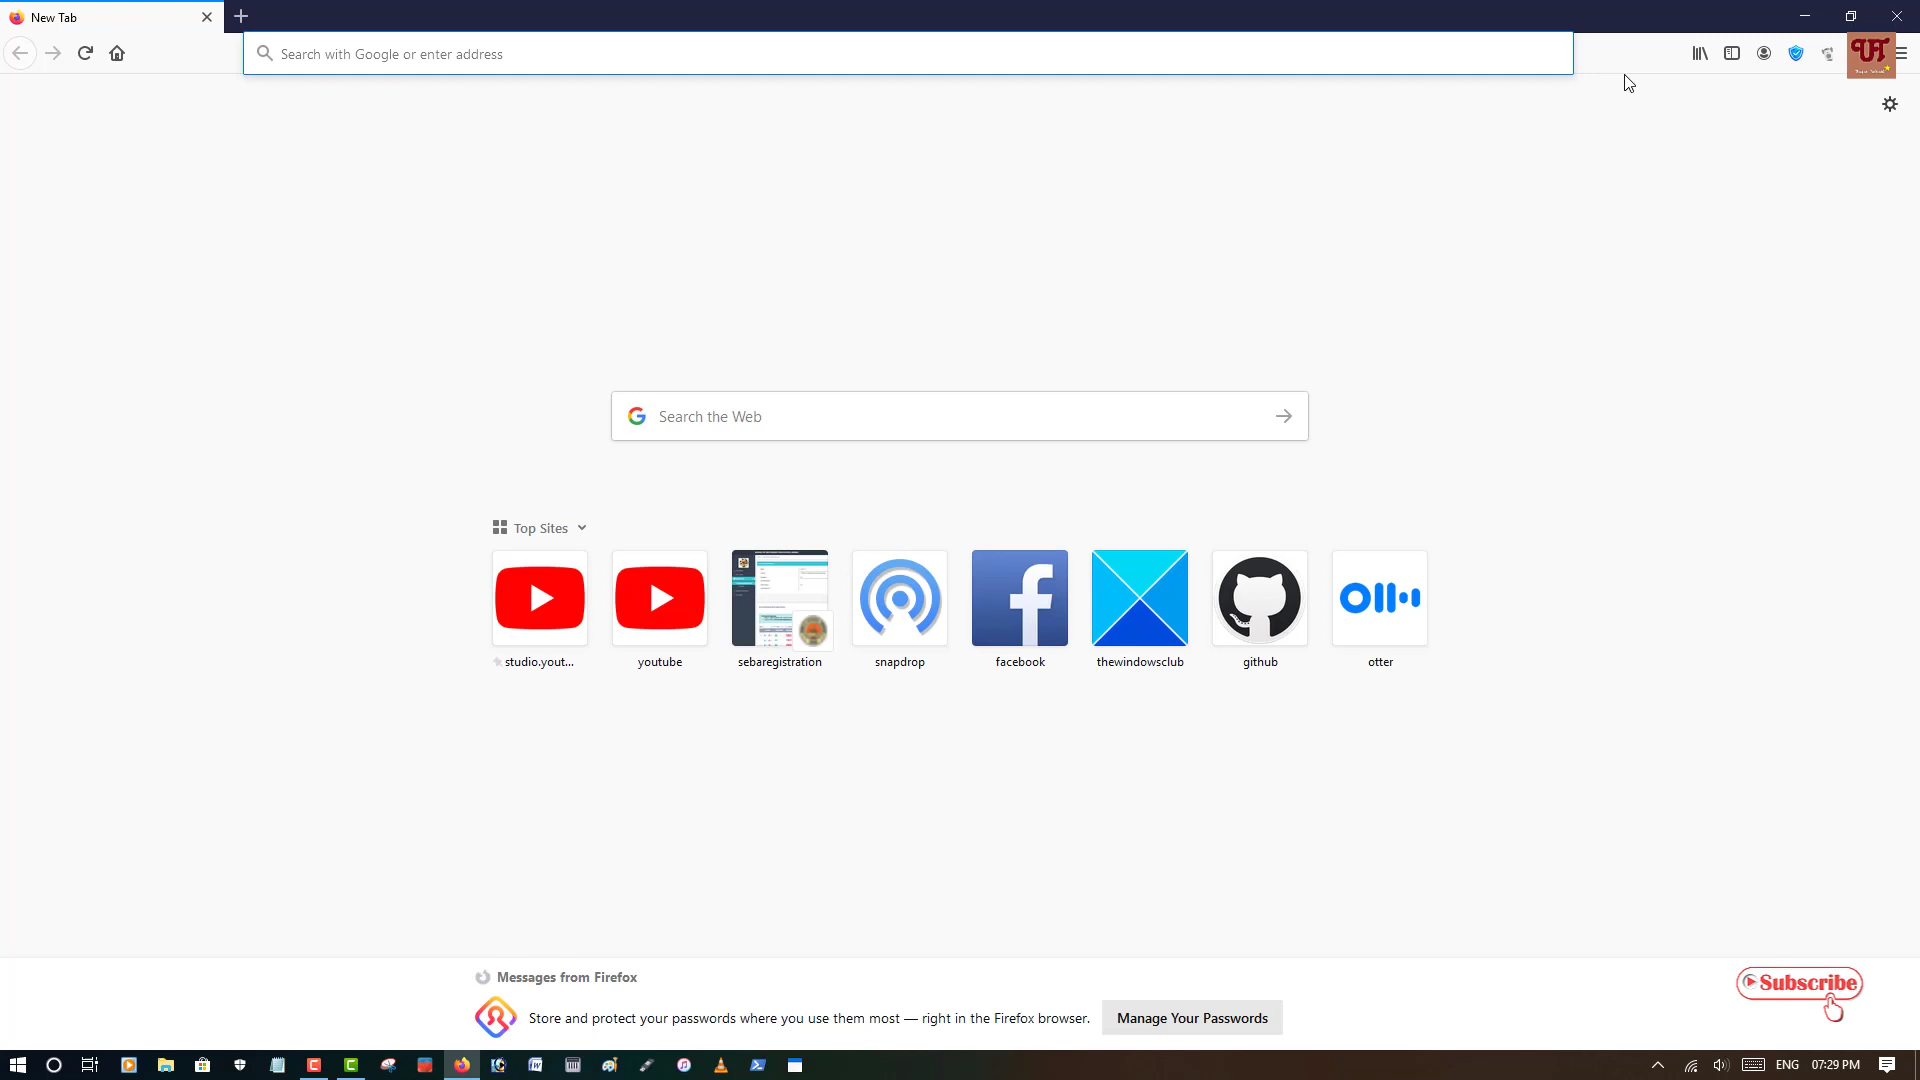 New Tab
Search with Google or enter address
UT
Search the Web
Top Sites
studio.yout...
youtube
sebaregistration
snapdrop
facebook
thewindowsclub
github
otter
Messages from Firefox
Store and protect your passwords where you use them most — right in the Firefox browser.
Manage Your Passwords
Subscribe
ENG
07:29 PM